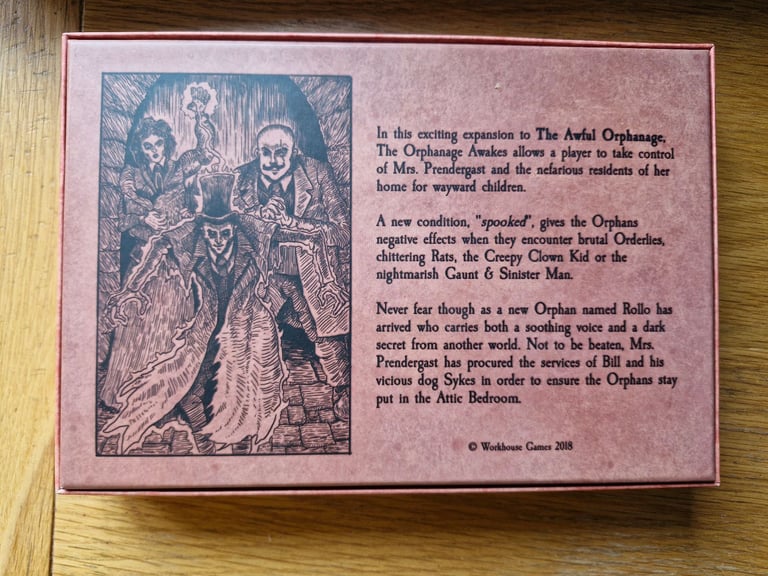 In this exciting expansion to The Awful Orphanage,
The Orphanage Awakes allows a player to take control
of Mrs. Prendergast and the nefarious residents of her
home for wayward children.
A new condition, "spooked", gives the Orphans
negative effects when they encounter brutal Orderlies,
chittering Rats, the Creepy Clown Kid or the
nightmarish Gaunt & Sinister Man.
Never fear though as a new Orphan named Rollo has
arrived who carries both a soothing voice and a dark
secret from another world. Not to be beaten, Mrs.
Prendergast has procured the services of Bill and his
vicious dog Sykes in order to ensure the Orphans stay
put in the Attic Bedroom.
© Workhouse Games 2018